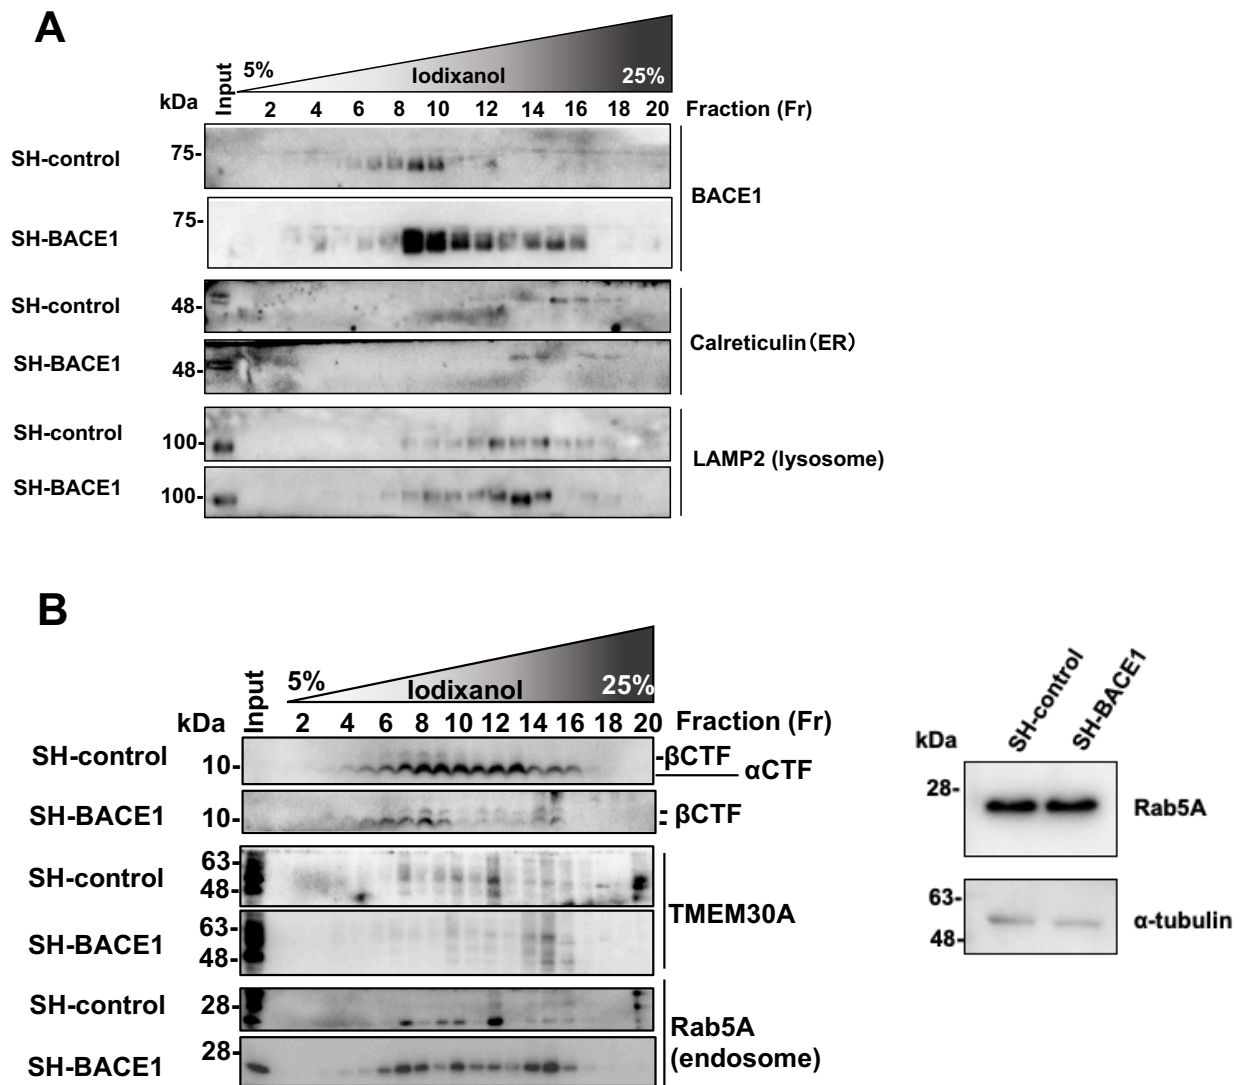 A
5%
Iodixanol
25%
kDa
Input
2 4 6 8 10 12 14 16 18 20
Fraction (Fr)
SH-control
75-
SH-BACE1
75-
BACE1
SH-control
48-
SH-BACE1
48-
Calreticulin（ER）
SH-control
100-
SH-BACE1
100-
LAMP2 (lysosome)
B
5%
Iodixanol
25%
kDa
Input
2 4 6 8 10 12 14 16 18 20
Fraction (Fr)
SH-control
10-
-βCTF
αCTF
SH-BACE1
10-
βCTF
SH-control
63-
48-
SH-BACE1
63-
48-
TMEM30A
SH-control
28-
SH-BACE1
28-
Rab5A
(endosome)
kDa
SH-control
SH-BACE1
28-
Rab5A
63-
48-
α-tubulin